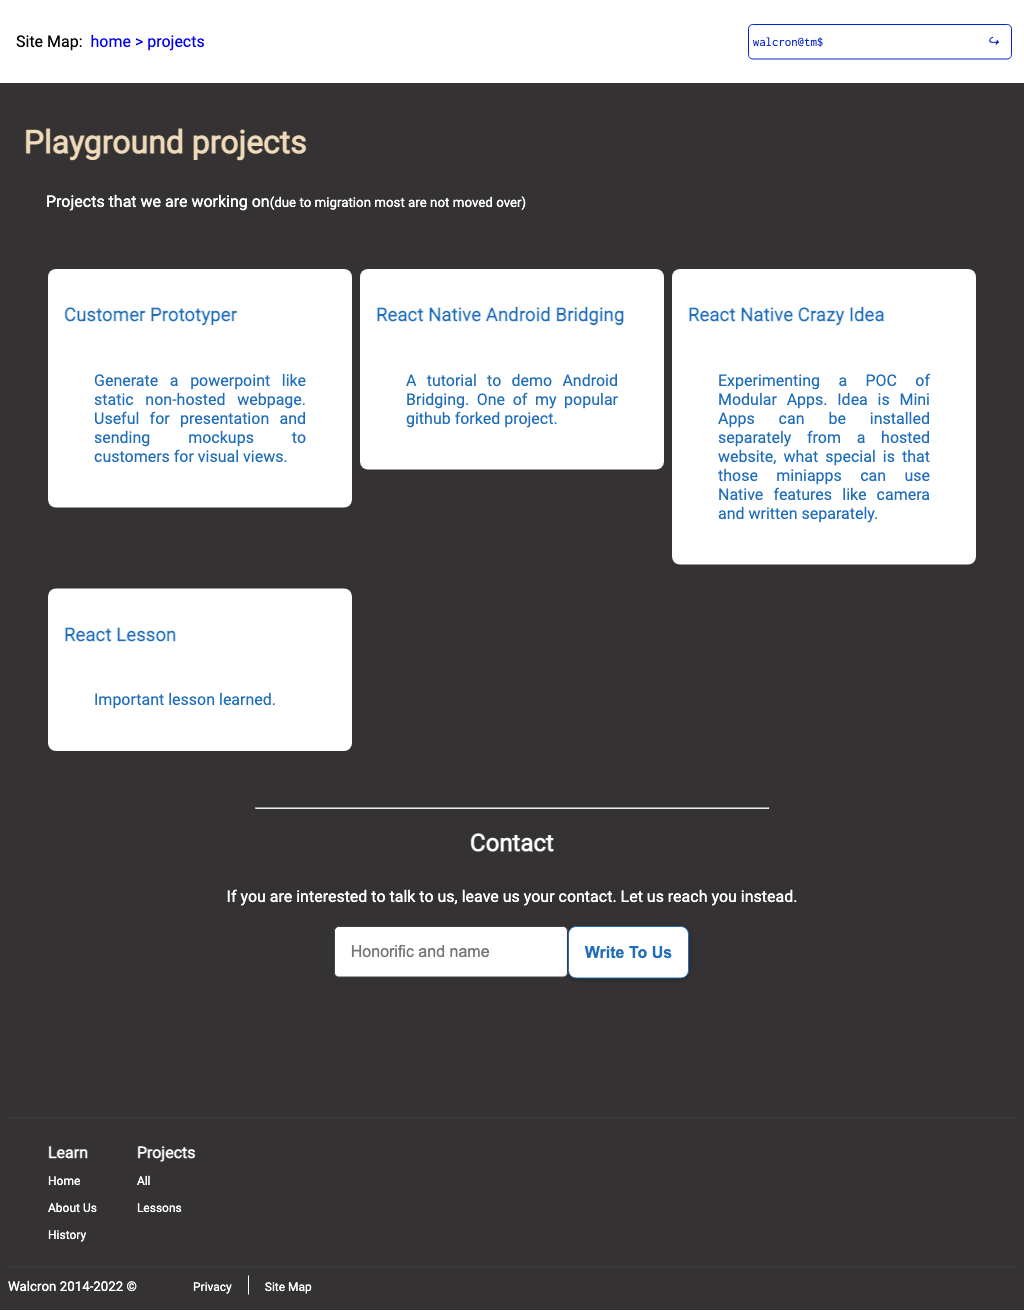 Site Map: home > projects
walcron@tm$
Playground projects
Projects that we are working on(due to migration most are not moved over)
Customer Prototyper
Generate a powerpoint like
static non-hosted webpage.
Useful for presentation and
sending mockups to
customers for visual views.
React Native Android Bridging
A tutorial to demo Android
Bridging. One of my popular
github forked project.
React Native Crazy Idea
Experimenting a POC of
Modular Apps. Idea is Mini
Apps can be installed
separately from a hosted
website, what special is that
those miniapps can use
Native features like camera
and written separately.
React Lesson
Important lesson learned.
Contact
If you are interested to talk to us, leave us your contact. Let us reach you instead.
Honorific and name
Write To Us
Learn
Home
About Us
History
Projects
All
Lessons
Walcron 2014-2022 ©
Privacy
Site Map